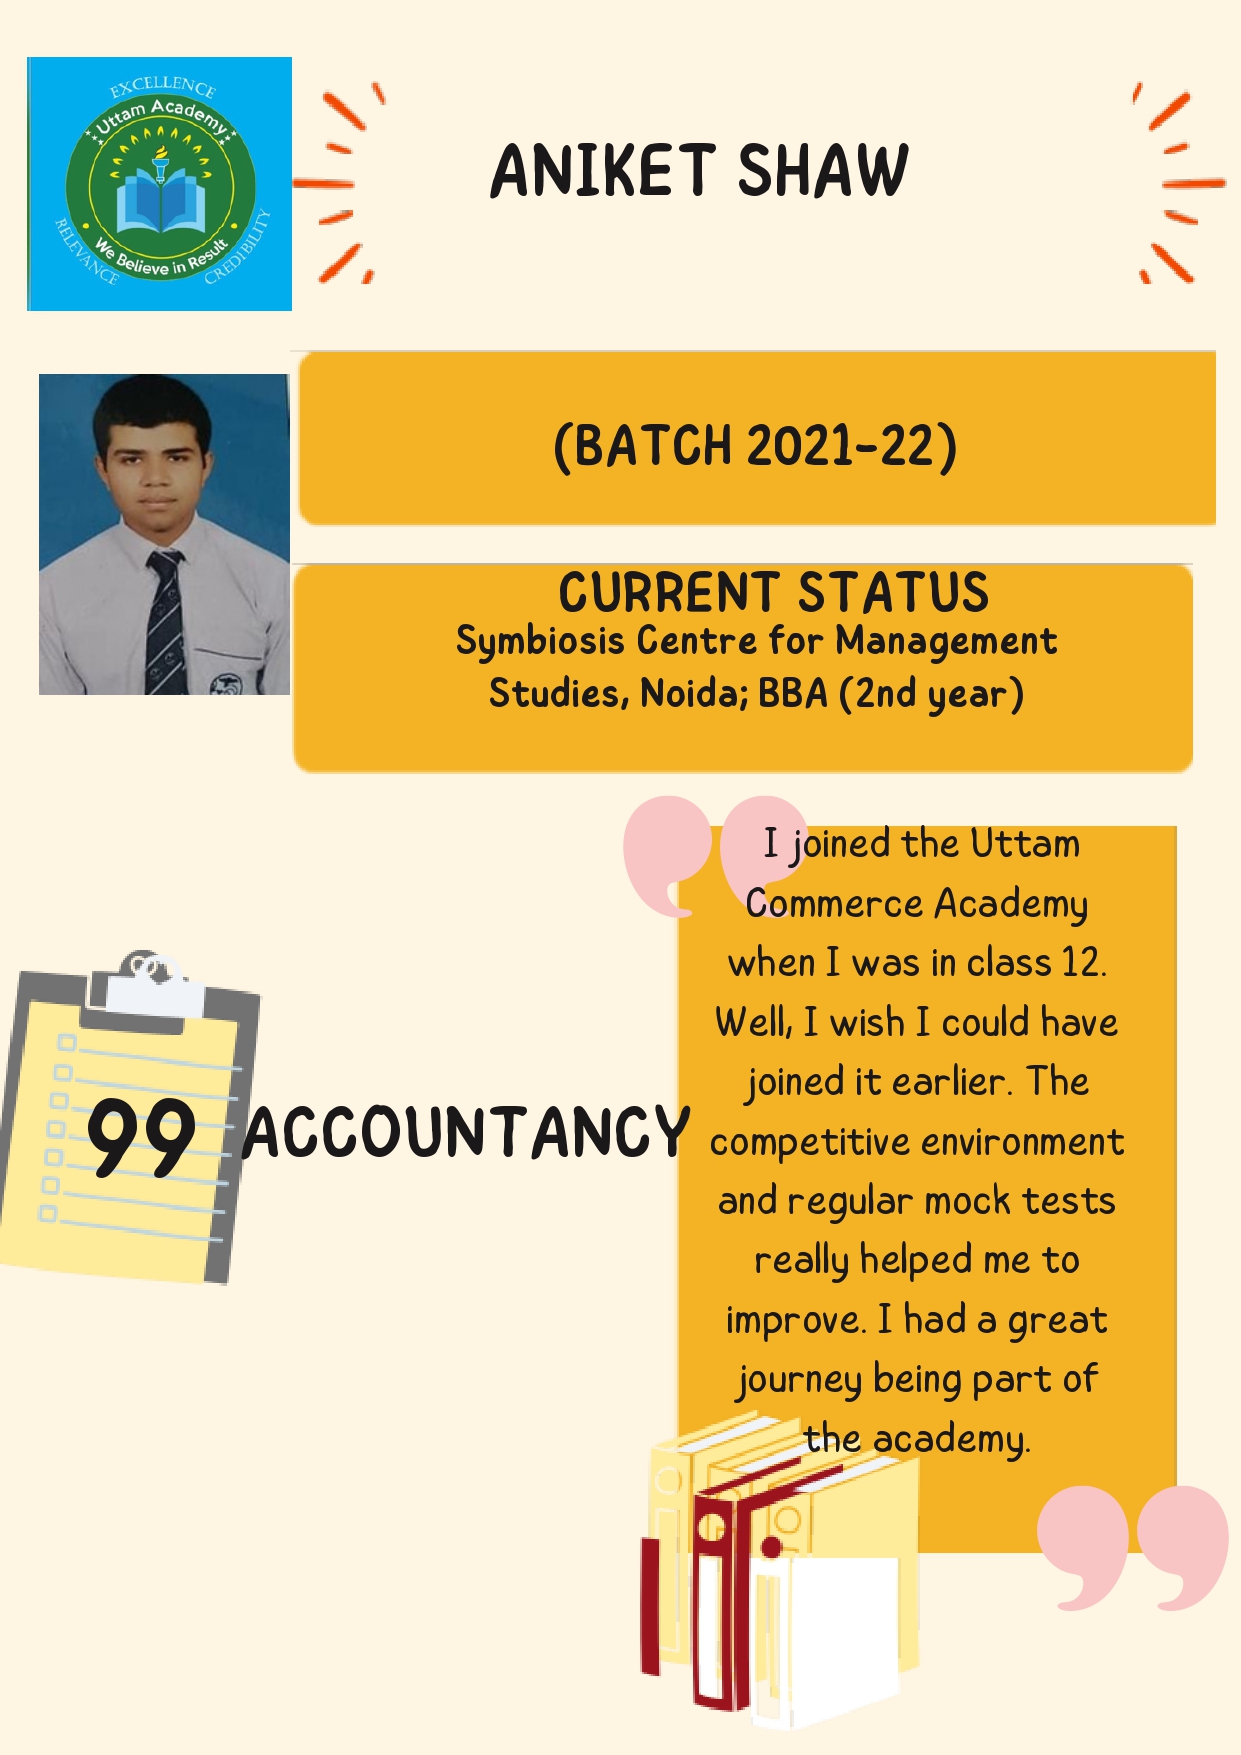 EXCELLENCE
Uttam Academy
We Believe in Result
RELEVANCE
CREDIBILITY
ANIKET SHAW
(BATCH 2021-22)
CURRENT STATUS
Symbiosis Centre for Management
Studies, Noida; BBA (2nd year)
I joined the Uttam
Commerce Academy
when I was in class 12.
Well, I wish I could have
joined it earlier. The
competitive environment
and regular mock tests
really helped me to
improve. I had a great
journey being part of
the academy.
99 ACCOUNTANCY